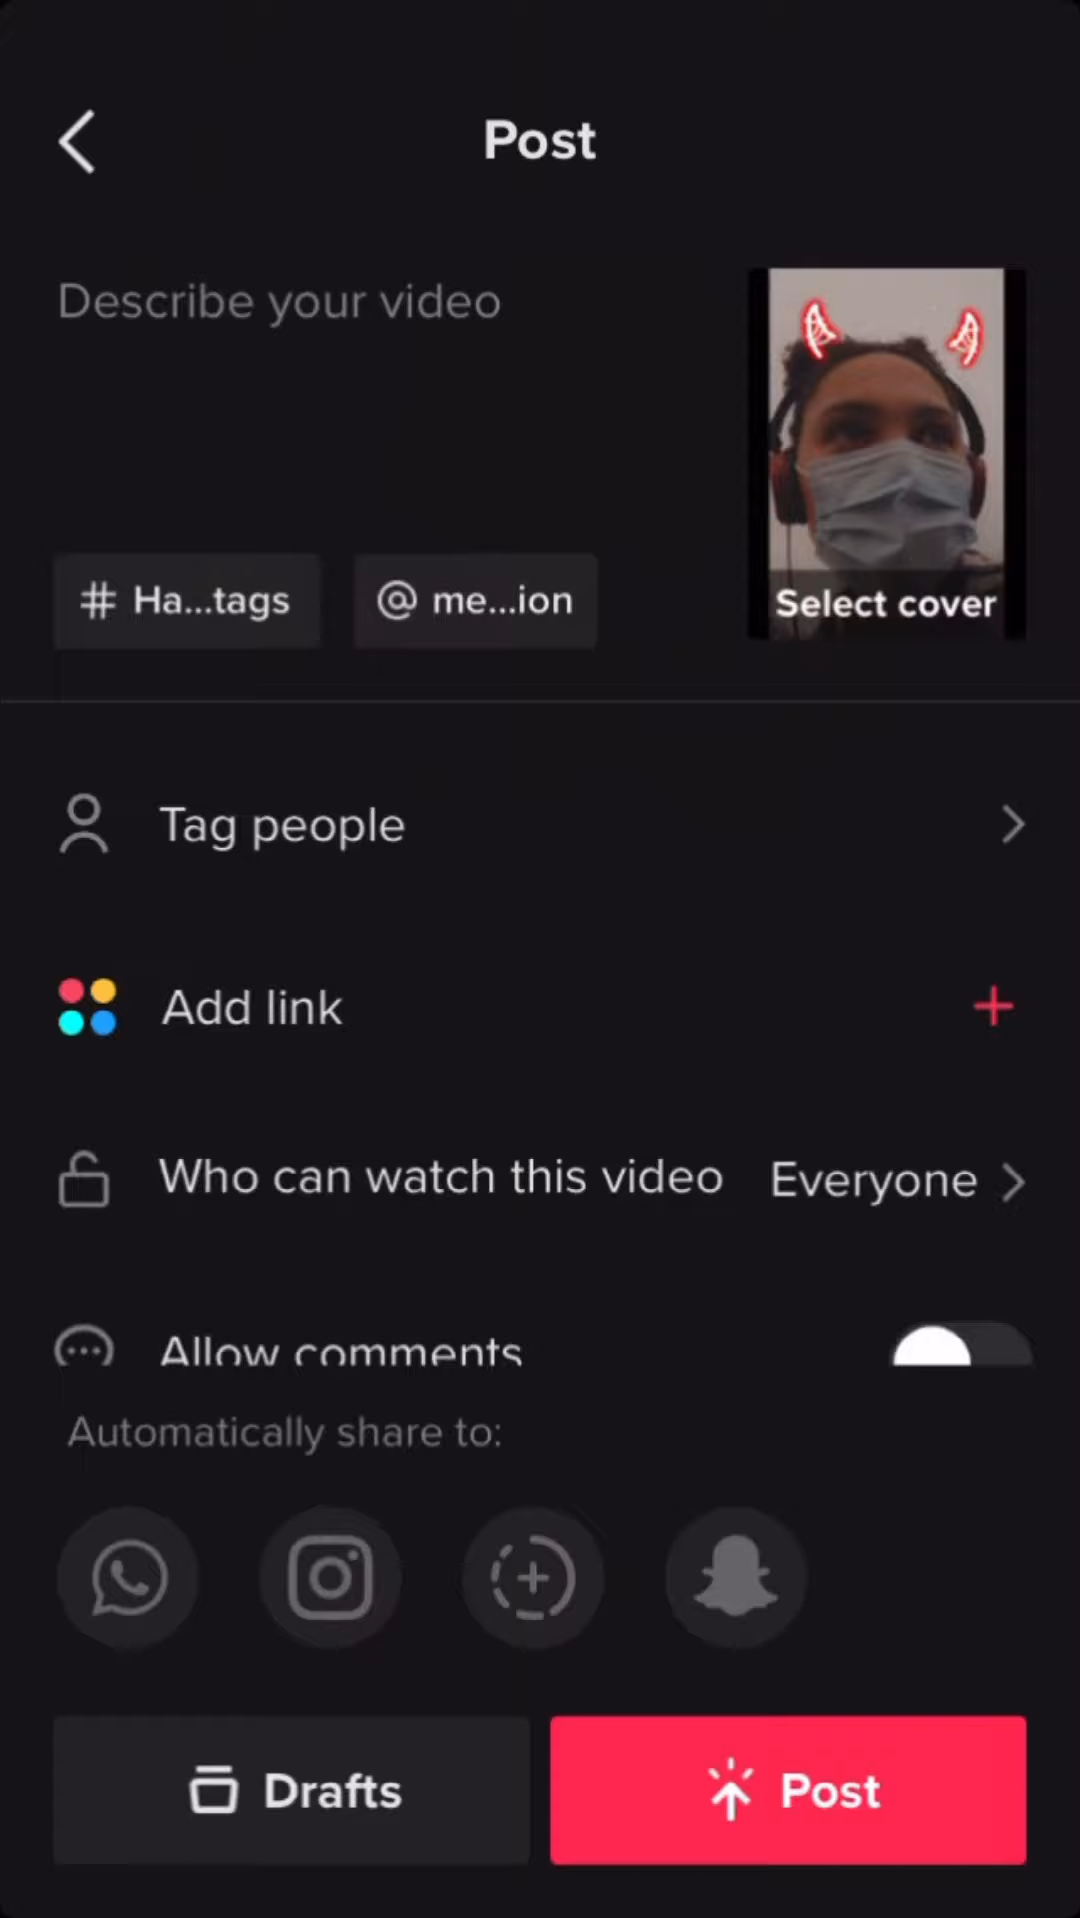 Post
Describe your video
# Ha...tags
@ me...ion
Select cover
Tag people
Add link
Who can watch this video
Everyone
Allow comments
Automatically share to:
Drafts
Post